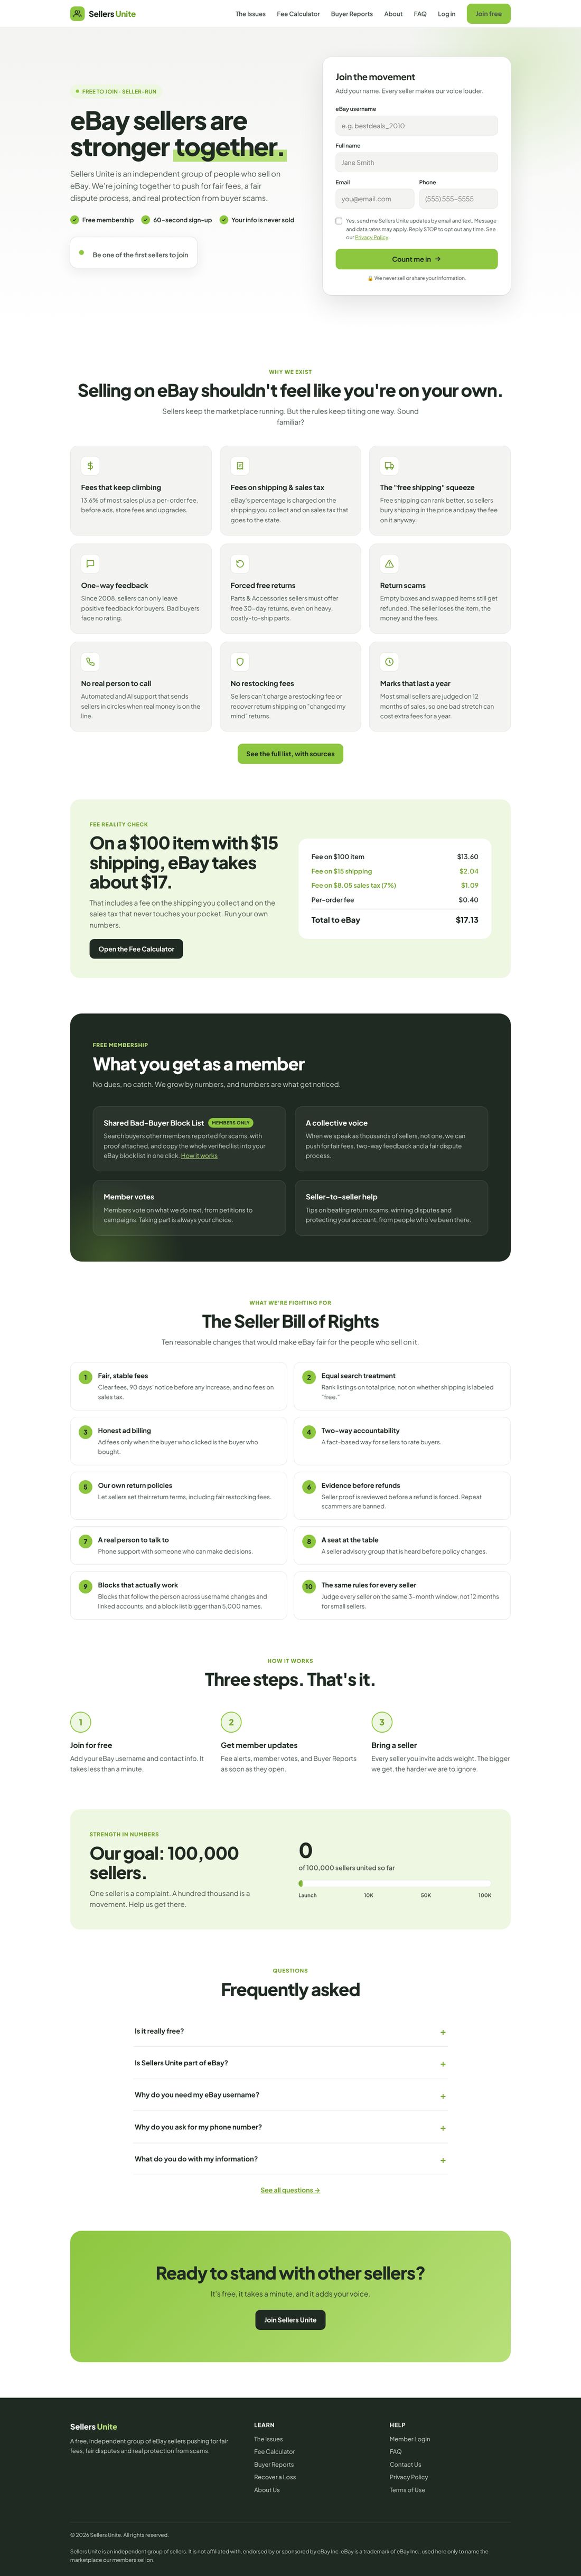 Sellers Unite
The Issues Fee Calculator Buyer Reports About FAQ Log in Join free
FREE TO JOIN · SELLER-RUN
eBay sellers are
stronger together.
Sellers Unite is an independent group of people who sell on
eBay. We're joining together to push for fair fees, a fair
dispute process, and real protection from buyer scams.
Free membership 60-second sign-up Your info is never sold
Be one of the first sellers to join
Join the movement
Add your name. Every seller makes our voice louder.
eBay username
e.g. bestdeals_2010
Full name
Jane Smith
Email Phone
you@email.com (555) 555-5555
Yes, send me Sellers Unite updates by email and text. Message
and data rates may apply. Reply STOP to opt out any time. See
our Privacy Policy.
Count me in →
We never sell or share your information.
WHY WE EXIST
Selling on eBay shouldn't feel like you're on your own.
Sellers keep the marketplace running. But the rules keep tilting one way. Sound
familiar?
Fees that keep climbing
13.6% of most sales plus a per-order fee,
before ads, store fees and upgrades.
Fees on shipping & sales tax
eBay's percentage is charged on the
shipping you collect and on sales tax that
goes to the state.
The "free shipping" squeeze
Free shipping can rank better, so sellers
bury shipping in the price and pay the fee
on it anyway.
One-way feedback
Since 2008, sellers can only leave
positive feedback for buyers. Bad buyers
face no rating.
Forced free returns
Parts & Accessories sellers must offer
free 30-day returns, even on heavy,
costly-to-ship parts.
Return scams
Empty boxes and swapped items still get
refunded. The seller loses the item, the
money and the fees.
No real person to call
Automated and AI support that sends
sellers in circles when real money is on the
line.
No restocking fees
Sellers can't charge a restocking fee or
recover return shipping on "changed my
mind" returns.
Marks that last a year
Most small sellers are judged on 12
months of sales, so one bad stretch can
cost extra fees for a year.
See the full list, with sources
FEE REALITY CHECK
On a $100 item with $15
shipping, eBay takes
about $17.
That includes a fee on the shipping you collect and on the
sales tax that never touches your pocket. Run your own
numbers.
Open the Fee Calculator
Fee on $100 item $13.60
Fee on $15 shipping $2.04
Fee on $8.05 sales tax (7%) $1.09
Per-order fee $0.40
Total to eBay $17.13
FREE MEMBERSHIP
What you get as a member
No dues, no catch. We grow by numbers, and numbers are what get noticed.
Shared Bad-Buyer Block List MEMBERS ONLY
Search buyers other members reported for scams, with
proof attached, and copy the whole verified list into your
eBay block list in one click. How it works
A collective voice
When we speak as thousands of sellers, not one, we can
push for fair fees, two-way feedback and a fair dispute
process.
Member votes
Members vote on what we do next, from petitions to
campaigns. Taking part is always your choice.
Seller-to-seller help
Tips on beating return scams, winning disputes and
protecting your account, from people who've been there.
WHAT WE'RE FIGHTING FOR
The Seller Bill of Rights
Ten reasonable changes that would make eBay fair for the people who sell on it.
1 Fair, stable fees
Clear fees, 90 days' notice before any increase, and no fees on
sales tax.
2 Equal search treatment
Rank listings on total price, not on whether shipping is labeled
"free."
3 Honest ad billing
Ad fees only when the buyer who clicked is the buyer who
bought.
4 Two-way accountability
A fact-based way for sellers to rate buyers.
5 Our own return policies
Let sellers set their return terms, including fair restocking fees.
6 Evidence before refunds
Seller proof is reviewed before a refund is forced. Repeat
scammers are banned.
7 A real person to talk to
Phone support with someone who can make decisions.
8 A seat at the table
A seller advisory group that is heard before policy changes.
9 Blocks that actually work
Blocks that follow the person across username changes and
linked accounts, and a block list bigger than 5,000 names.
10 The same rules for every seller
Judge every seller on the same 3-month window, not 12 months
for small sellers.
HOW IT WORKS
Three steps. That's it.
1
Join for free
Add your eBay username and contact info. It
takes less than a minute.
2
Get member updates
Fee alerts, member votes, and Buyer Reports
as soon as they open.
3
Bring a seller
Every seller you invite adds weight. The bigger
we get, the harder we are to ignore.
STRENGTH IN NUMBERS
Our goal: 100,000
sellers.
One seller is a complaint. A hundred thousand is a
movement. Help us get there.
0
of 100,000 sellers united so far
Launch 10K 50K 100K
QUESTIONS
Frequently asked
Is it really free? +
Is Sellers Unite part of eBay? +
Why do you need my eBay username? +
Why do you ask for my phone number? +
What do you do with my information? +
See all questions →
Ready to stand with other sellers?
It's free, it takes a minute, and it adds your voice.
Join Sellers Unite
Sellers Unite
A free, independent group of eBay sellers pushing for fair
fees, fair disputes and real protection from scams.
LEARN
The Issues
Fee Calculator
Buyer Reports
Recover a Loss
About Us
HELP
Member Login
FAQ
Contact Us
Privacy Policy
Terms of Use
© 2026 Sellers Unite. All rights reserved.
Sellers Unite is an independent group of sellers. It is not affiliated with, endorsed by or sponsored by eBay Inc. eBay is a trademark of eBay Inc., used here only to name the
marketplace our members sell on.